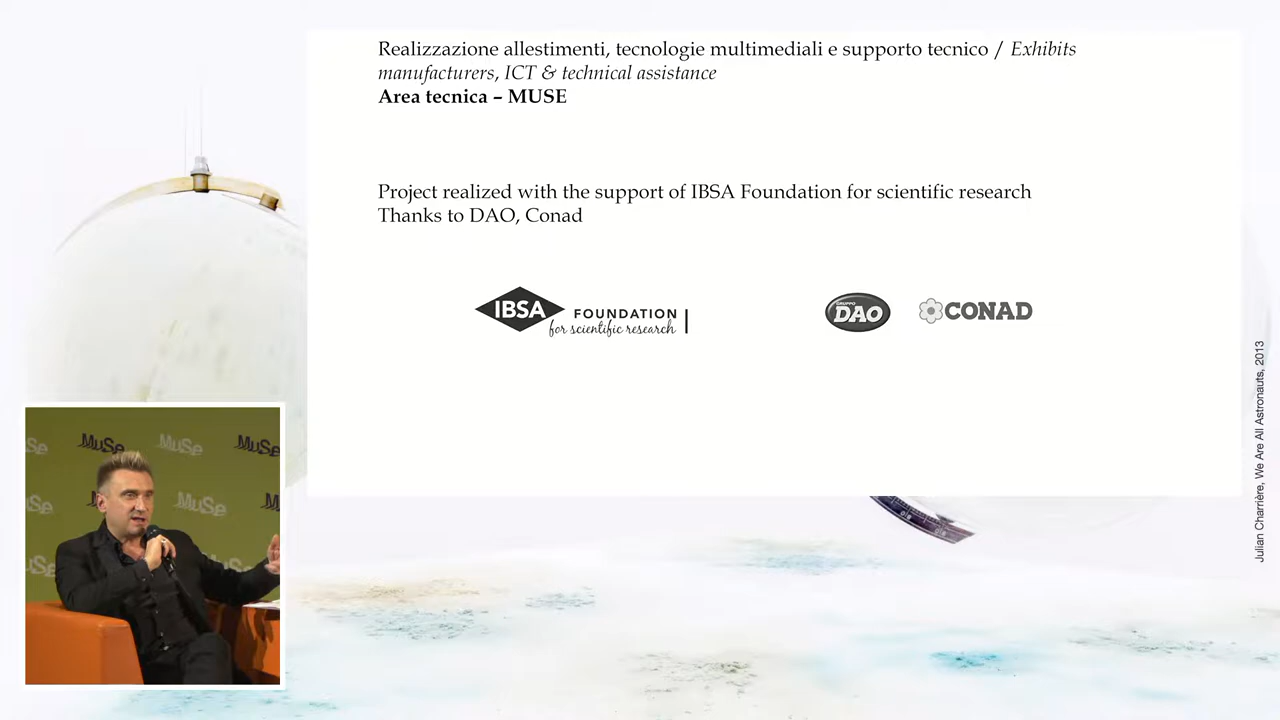 Realizzazione allestimenti, tecnologie multimediali e supporto tecnico / Exhibits
manufacturers, ICT & technical assistance
Area tecnica – MUSE
Project realized with the support of IBSA Foundation for scientific research
Thanks to DAO, Conad
IBSA FOUNDATION
for scientific research
GRUPPO
DAO
CONAD
Julian Charrière, We Are All Astronauts, 2013
MuSe MuSe MuSe
MuSe